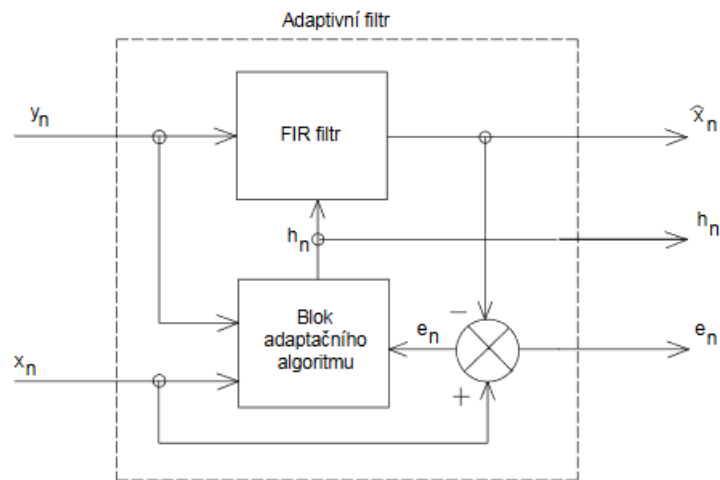 Adaptivní filtr
y_n
FIR filtr
x̂_n
h_n
h_n
Blok
adaptačního
algoritmu
e_n
−
e_n
x_n
+